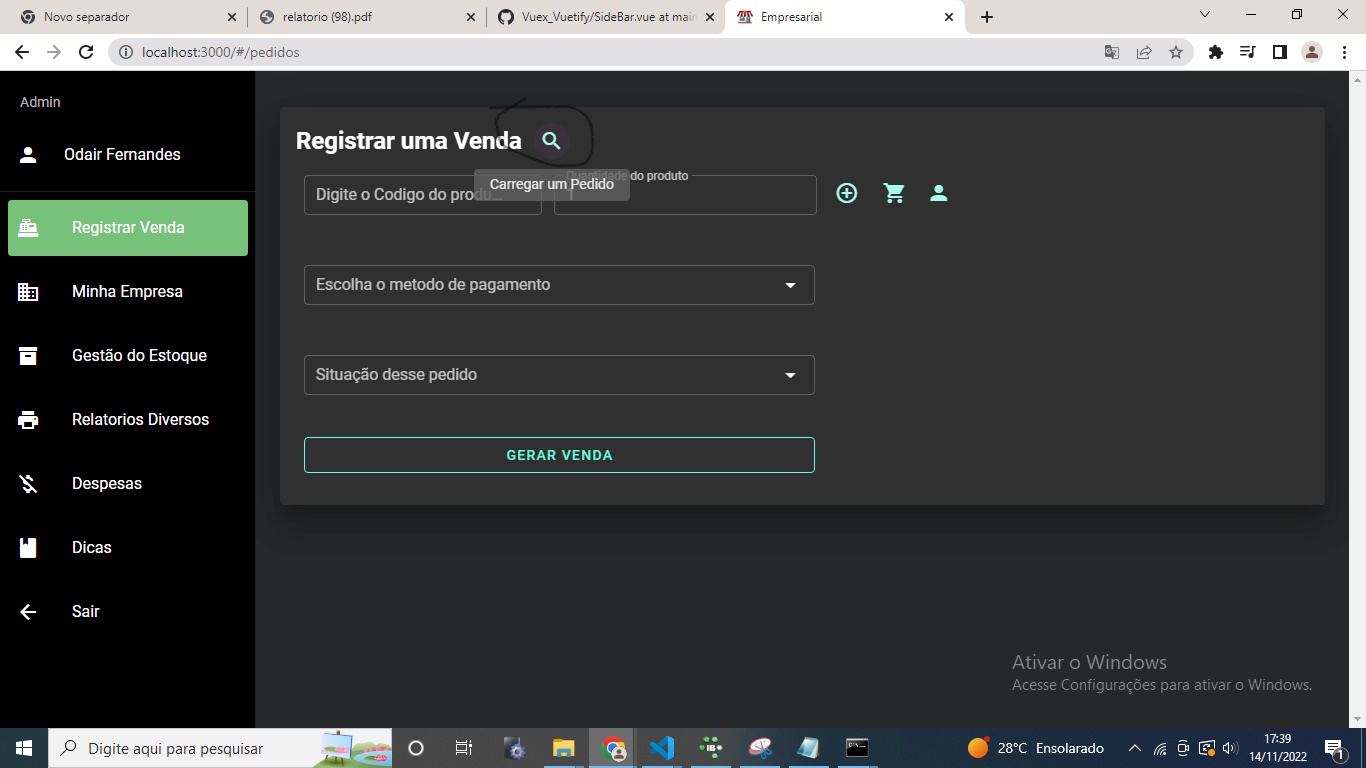 Novo separador
relatorio (98).pdf
Vuex_Vuetify/SideBar.vue at mai
Empresarial
localhost:3000/#/pedidos
Admin
Odair Fernandes
Registrar Venda
Minha Empresa
Gestão do Estoque
Relatorios Diversos
Despesas
Dicas
Sair
Registrar uma Venda
Carregar um Pedido
Digite o Codigo do produ...
Quantidade do produto
1
Escolha o metodo de pagamento
Situação desse pedido
GERAR VENDA
Ativar o Windows
Acesse Configurações para ativar o Windows.
Digite aqui para pesquisar
28°C Ensolarado
17:39
14/11/2022
1